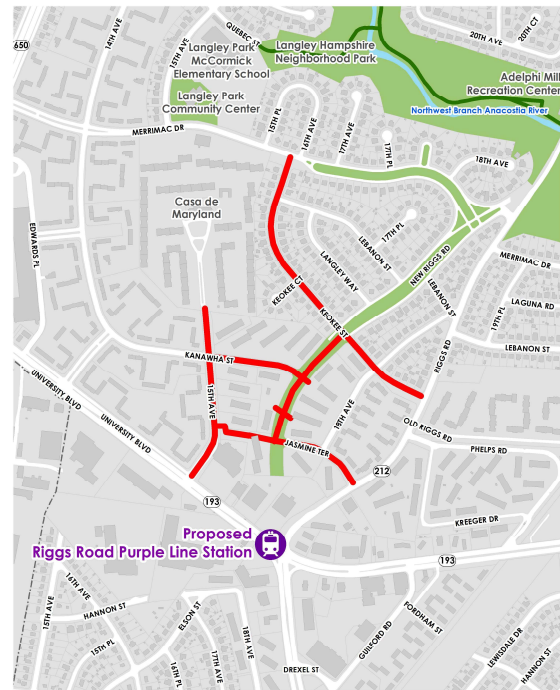 14TH AVE
QUEBEC ST
20TH AVE
20TH CT
650
15TH AVE
Langley Park
McCormick
Elementary School
Langley Hampshire
Neighborhood Park
Adelphi Mill
Recreation Center
Langley Park
Community Center
Northwest Branch Anacostia River
15TH PL
16TH AVE
17TH AVE
17TH PL
18TH AVE
MERRIMAC DR
Casa de
Maryland
17TH PL
EDWARDS PL
LEBANON ST
LANGLEY WAY
NEW RIGGS RD
MERRIMAC DR
KEOKEE CT
LEBANON ST
LAGUNA RD
19TH PL
KEOKEE ST
RIGGS RD
LEBANON ST
KANAWHA ST
UNIVERSITY BLVD
15TH AVE
18TH AVE
UNIVERSITY BLVD
OLD RIGGS RD
PHELPS RD
JASMINE TER
212
193
KREEGER DR
Proposed
Riggs Road Purple Line Station
193
16TH AVE
15TH AVE
HANNON ST
ELSON ST
18TH AVE
FORDHAM ST
GUILFORD RD
15TH PL
17TH AVE
16TH PL
DREXEL ST
LEWISDALE DR
HANNON ST